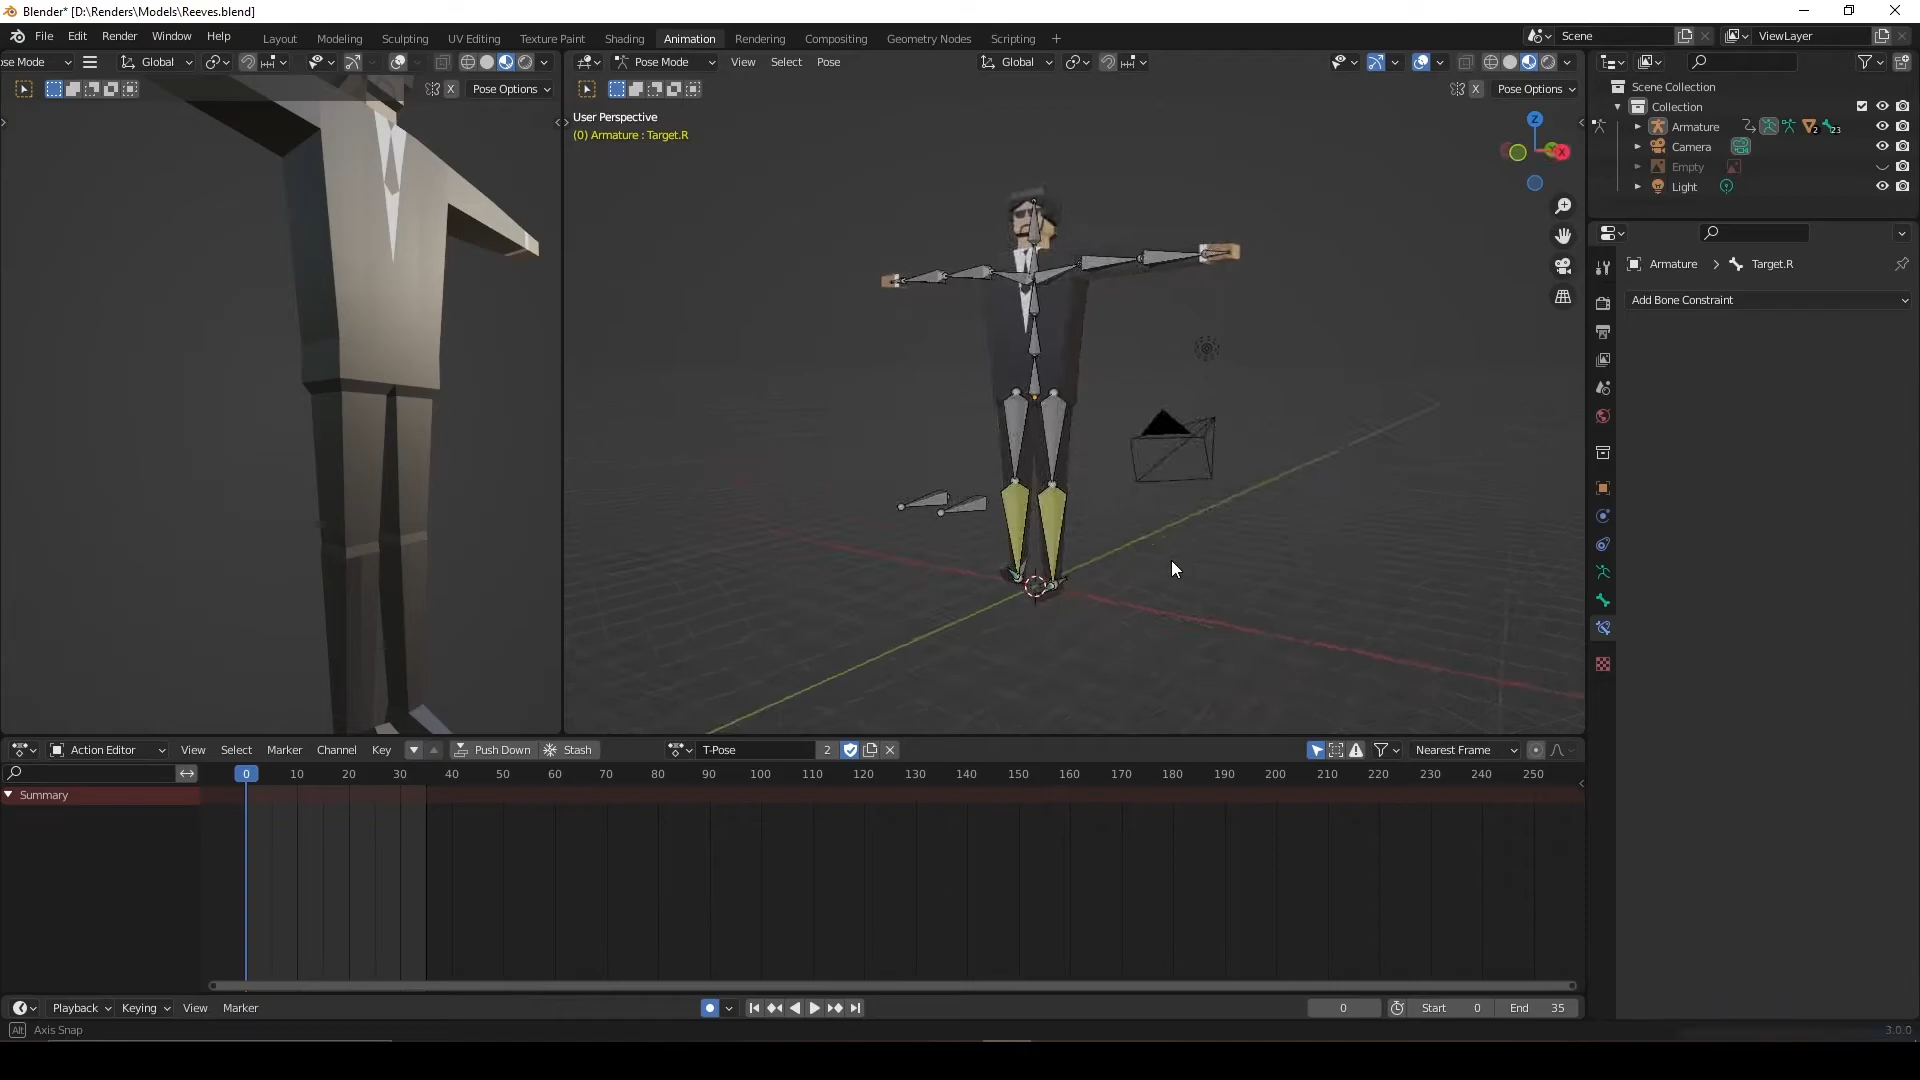 Blender* [D:\Renders\Models\Reeves.blend]
File Edit Render Window Help Layout Modeling Sculpting UV Editing Texture Paint Shading Animation Rendering Compositing Geometry Nodes Scripting + Scene ViewLayer
ose Mode Global Pose Mode View Select Pose Global
X Pose Options X Pose Options
User Perspective
(0) Armature : Target.R
Z
X
Scene Collection
Collection
Armature 2 23
Camera
Empty
Light
Armature > Target.R
Add Bone Constraint
Action Editor View Select Marker Channel Key Push Down Stash T-Pose 2 Nearest Frame
0 10 20 30 40 50 60 70 80 90 100 110 120 130 140 150 160 170 180 190 200 210 220 230 240 250
Summary
Playback Keying View Marker 0 Start 0 End 35
Alt Axis Snap 3.0.0